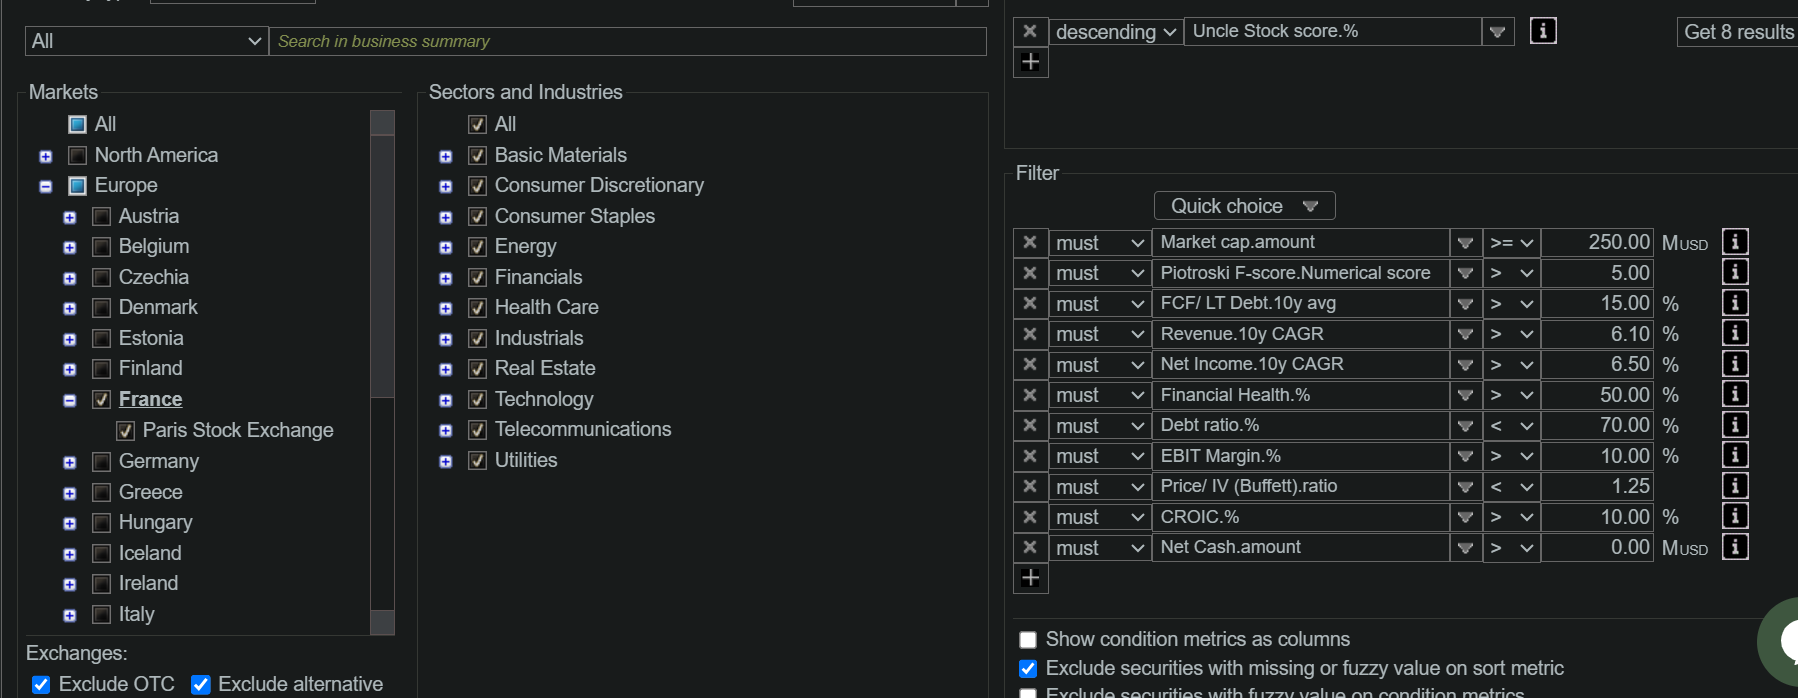 All
Search in business summary
Markets
All
North America
Europe
Austria
Belgium
Czechia
Denmark
Estonia
Finland
France
Paris Stock Exchange
Germany
Greece
Hungary
Iceland
Ireland
Italy
Exchanges:
Exclude OTC Exclude alternative
Sectors and Industries
All
Basic Materials
Consumer Discretionary
Consumer Staples
Energy
Financials
Health Care
Industrials
Real Estate
Technology
Telecommunications
Utilities
descending Uncle Stock score.% Get 8 results
Filter
Quick choice
must Market cap.amount >= 250.00 MUSD
must Piotroski F-score.Numerical score > 5.00
must FCF/ LT Debt.10y avg > 15.00 %
must Revenue.10y CAGR > 6.10 %
must Net Income.10y CAGR > 6.50 %
must Financial Health.% > 50.00 %
must Debt ratio.% < 70.00 %
must EBIT Margin.% > 10.00 %
must Price/ IV (Buffett).ratio < 1.25
must CROIC.% > 10.00 %
must Net Cash.amount > 0.00 MUSD
Show condition metrics as columns
Exclude securities with missing or fuzzy value on sort metric
Exclude securities with fuzzy value on condition metrics